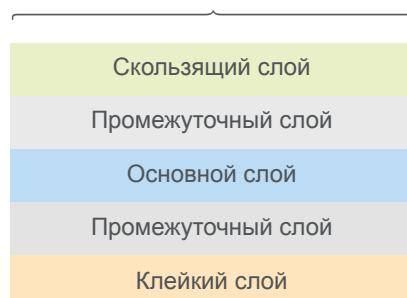 Скользящий слой
Промежуточный слой
Основной слой
Промежуточный слой
Клейкий слой